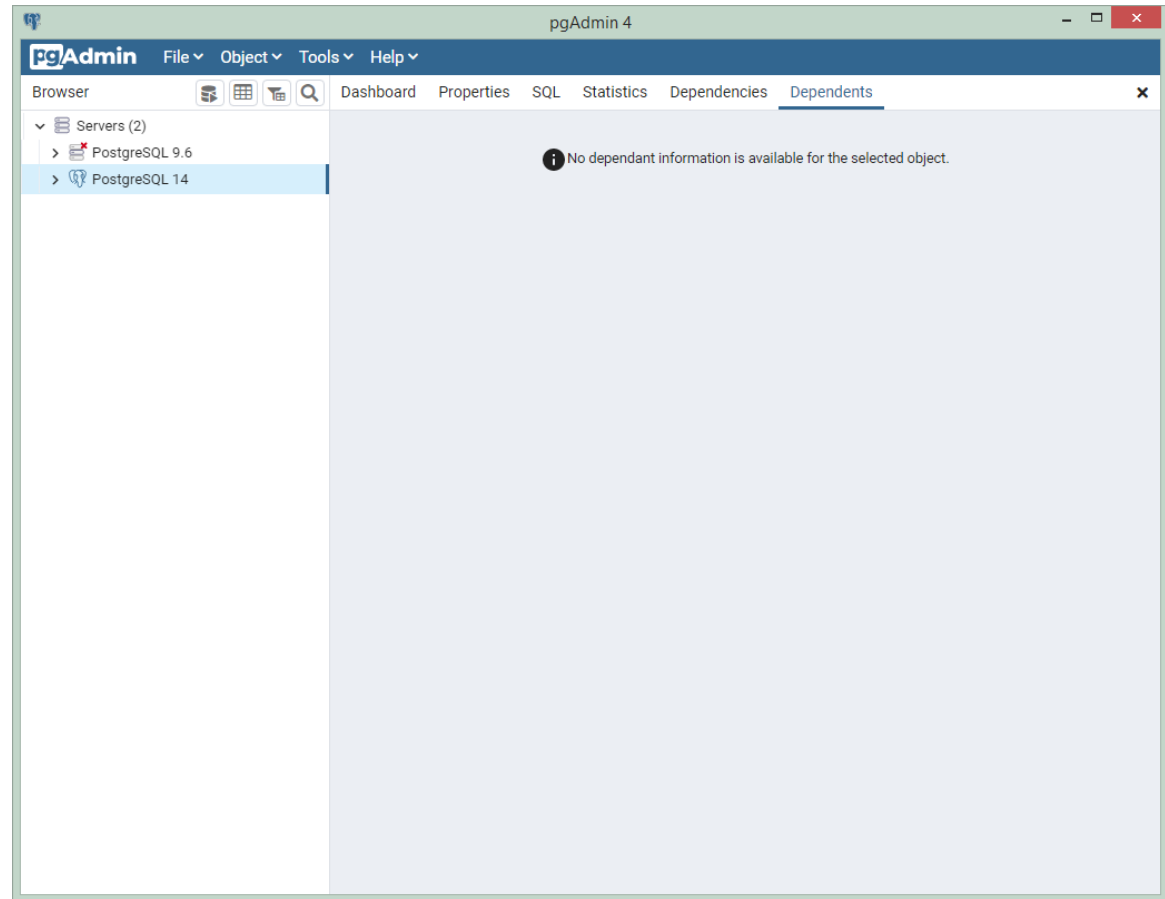 pgAdmin 4
pgAdmin File Object Tools Help
Browser Dashboard Properties SQL Statistics Dependencies Dependents
Servers (2)
PostgreSQL 9.6
PostgreSQL 14
No dependant information is available for the selected object.